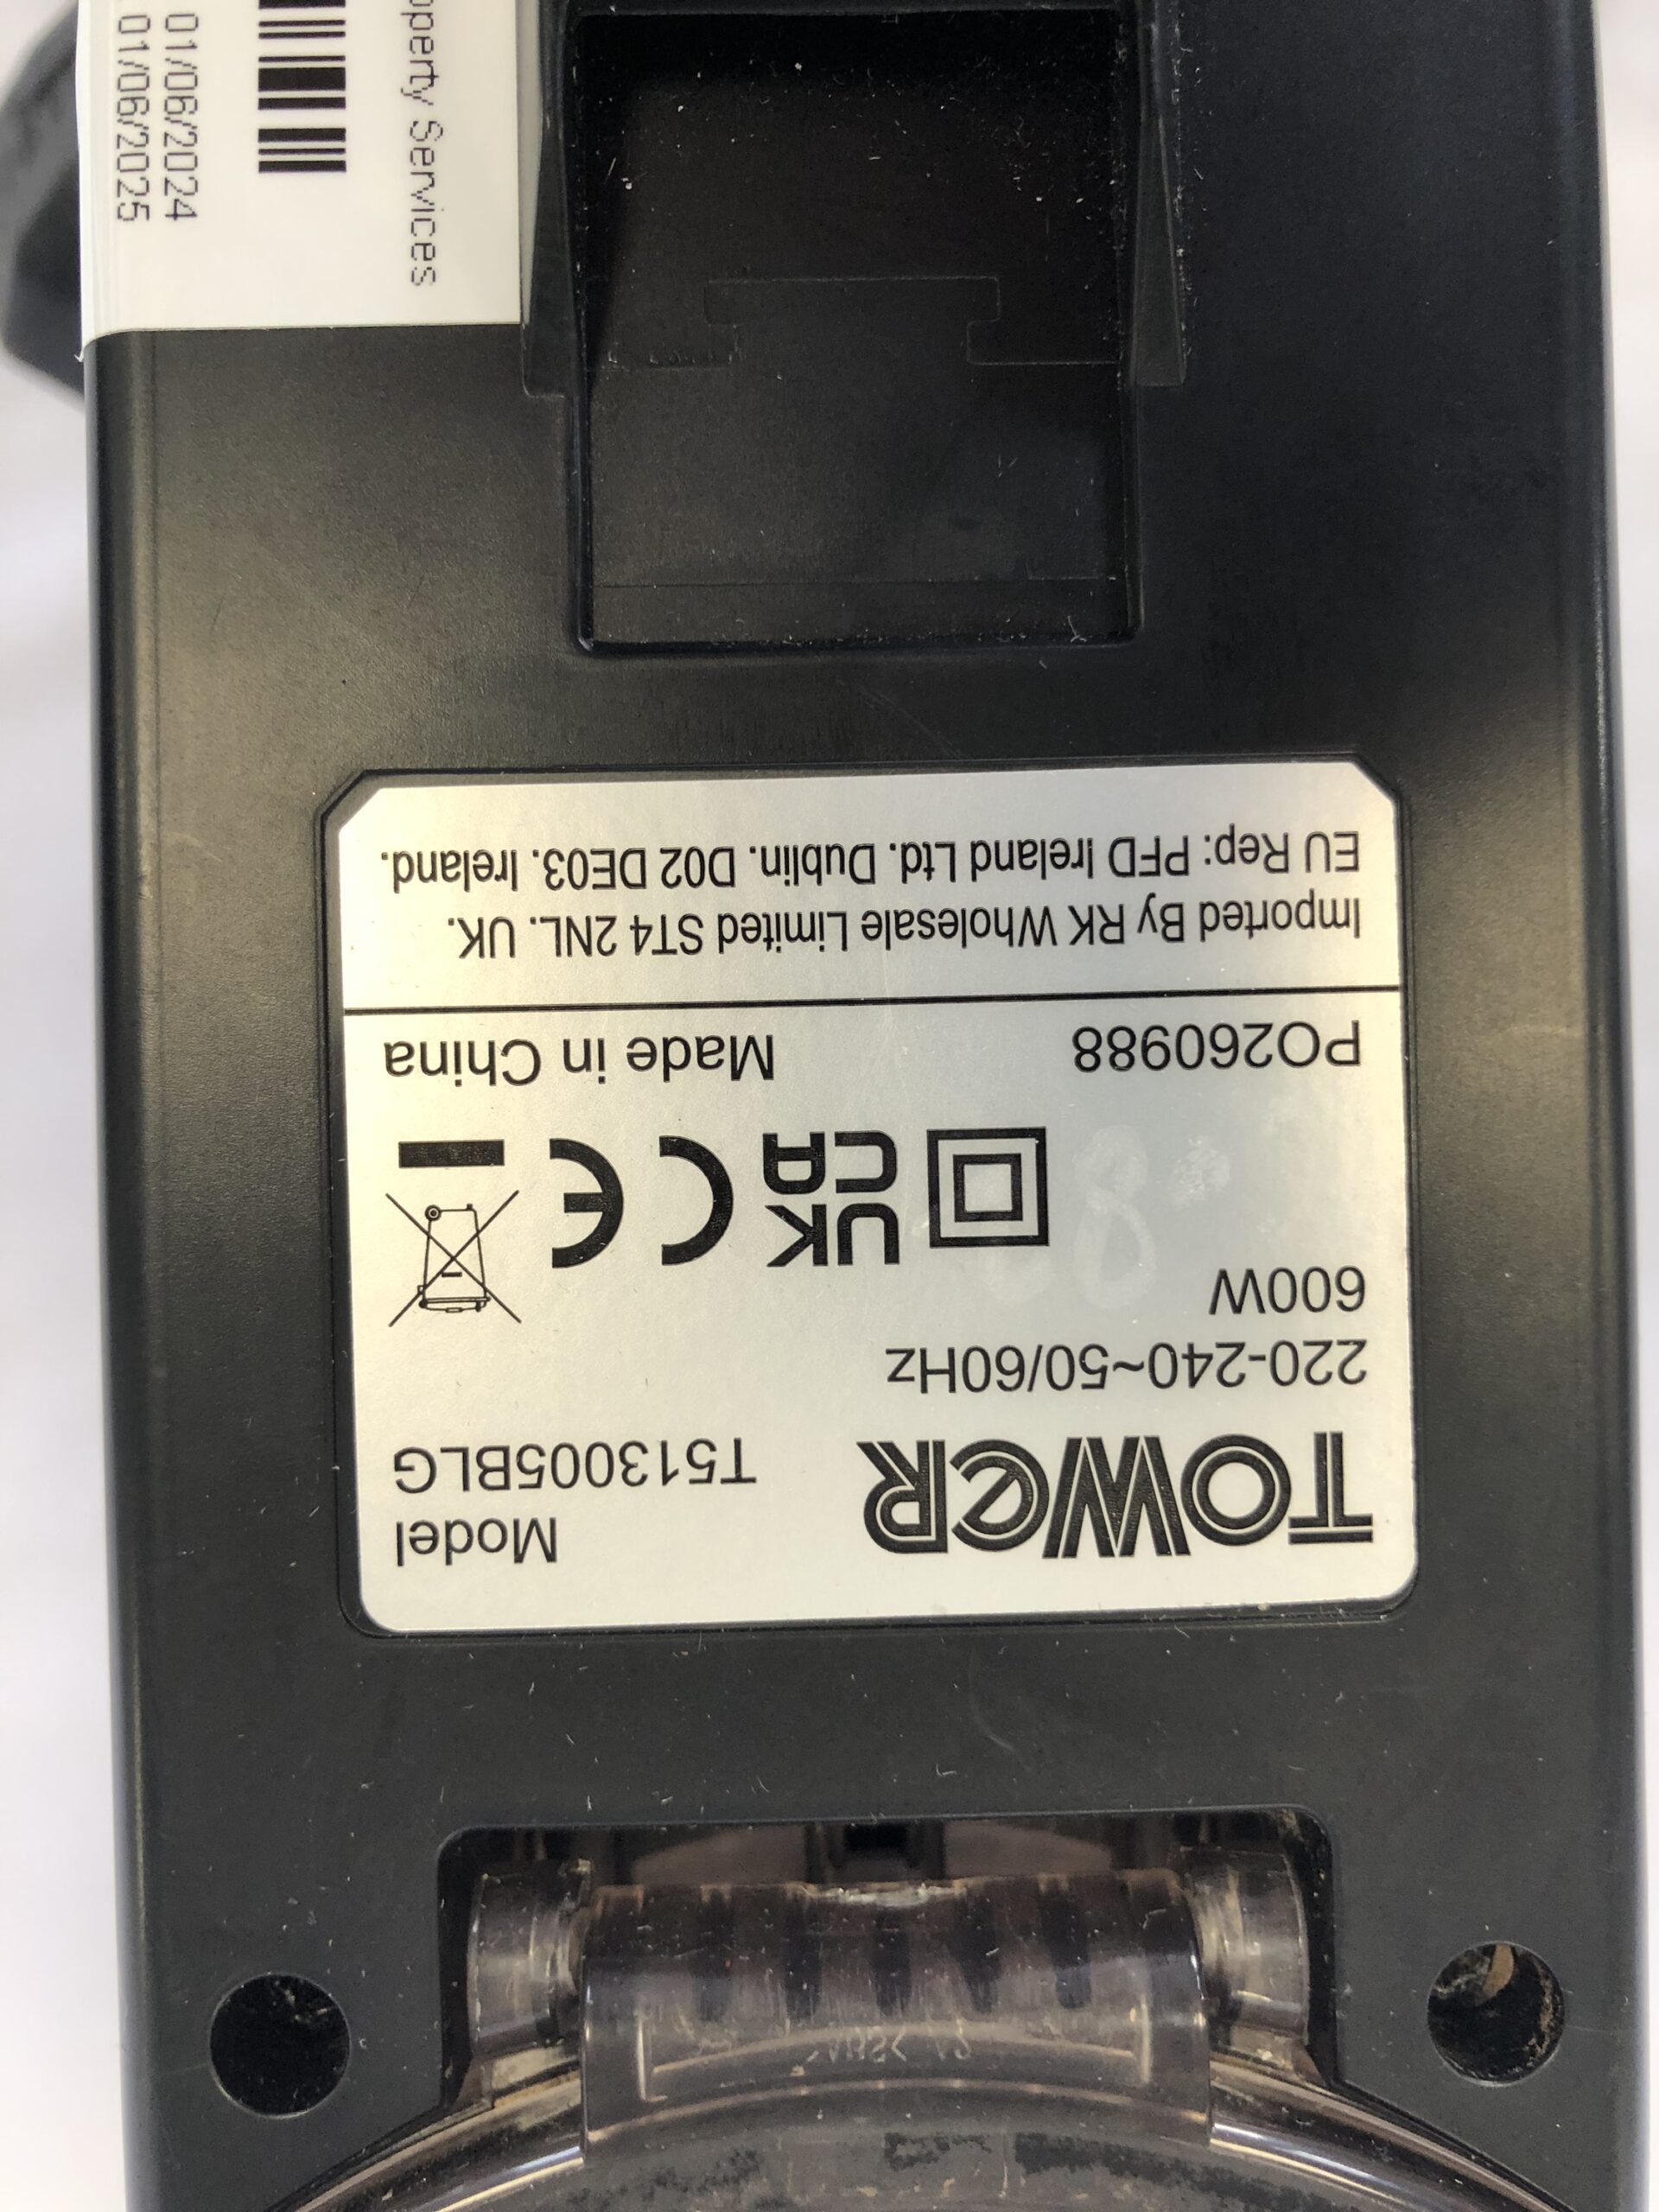 TOWER
Model
T513005BLG
220-240~50/60Hz
600W
UK
CA
CE
PO260988
Made in China
Imported By RK Wholesale Limited ST4 2NL. UK.
EU Rep: PFD Ireland Ltd. Dublin. D02 DE03. Ireland.
Services
01/06/2024
01/06/2025